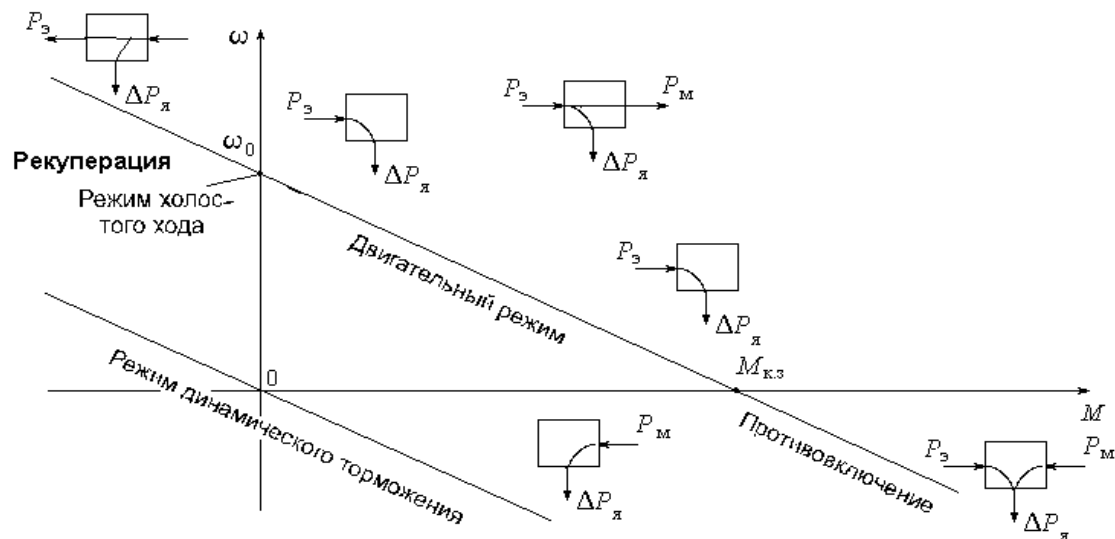 Pэ
ω
ΔPя
Pэ
ΔPя
Pэ
Pм
ΔPя
ω0
Рекуперация
Режим холос-
того хода
Двигательный режим
Pэ
ΔPя
Mк.з
0
M
Режим динамического торможения
Pм
ΔPя
Противовключение
Pэ
Pм
ΔPя